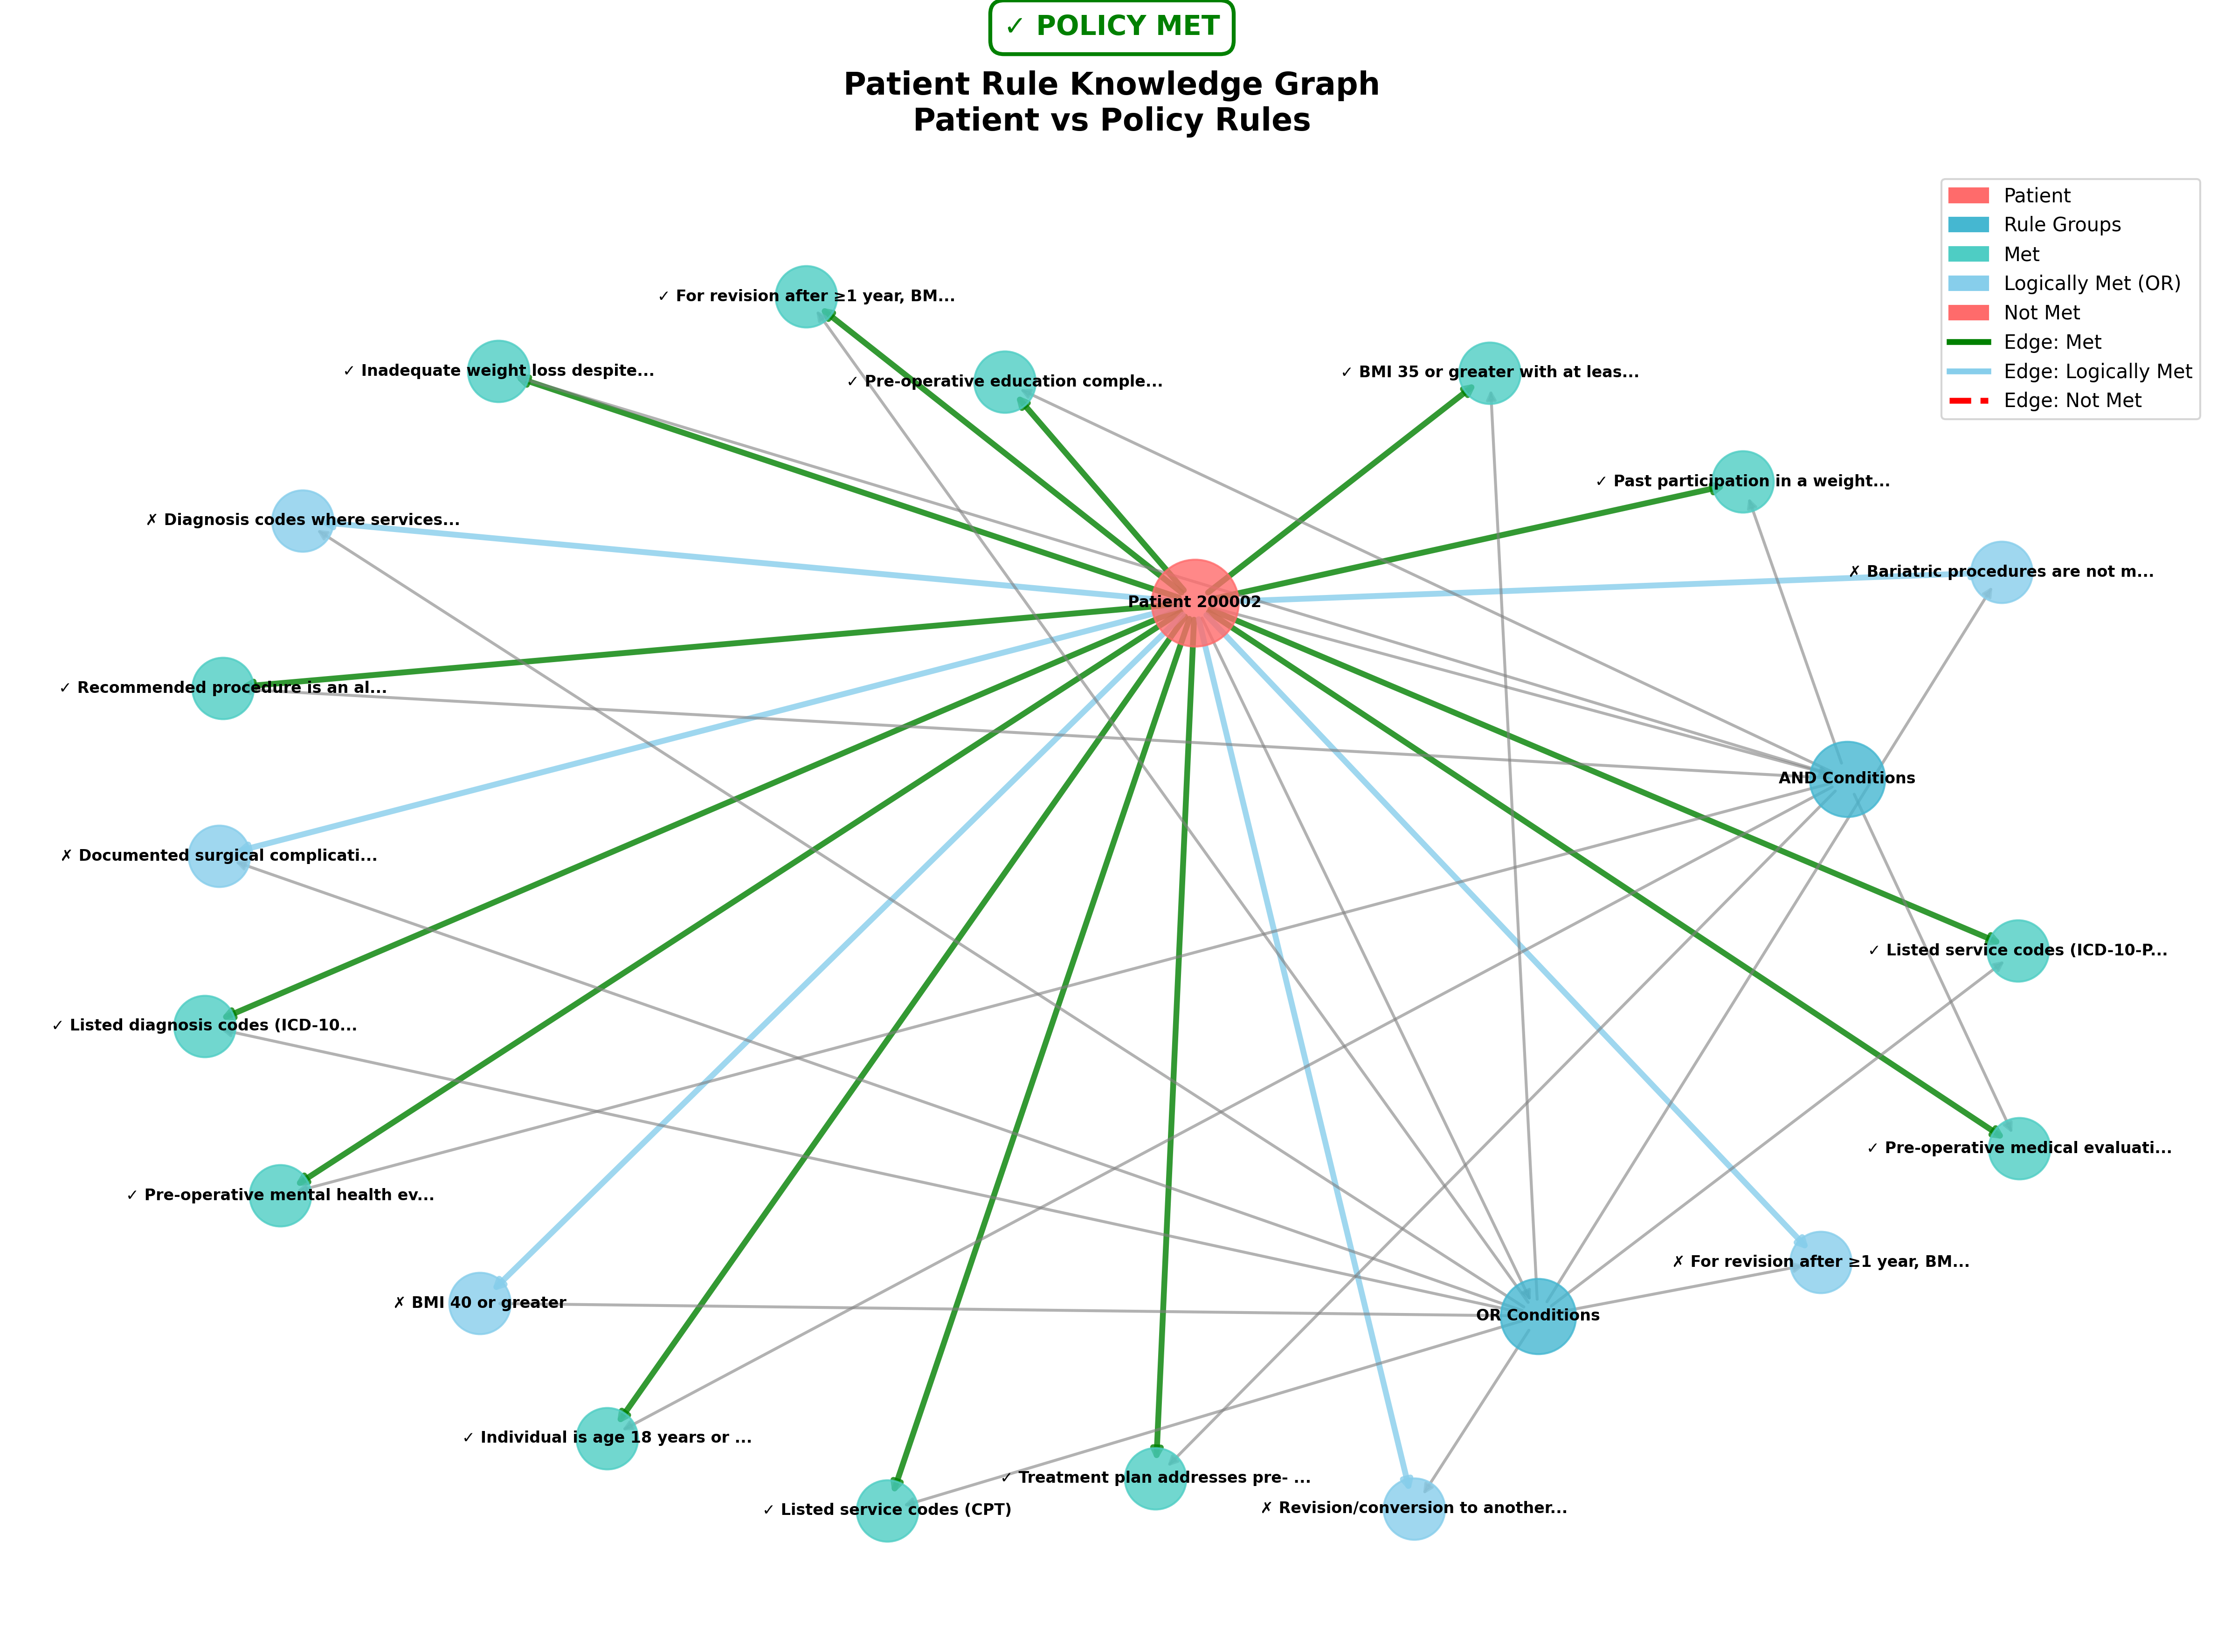 ✓ POLICY MET
Patient Rule Knowledge Graph
Patient vs Policy Rules
Patient
Rule Groups
Met
Logically Met (OR)
Not Met
Edge: Met
Edge: Logically Met
Edge: Not Met
✓ For revision after ≥1 year, BM...
✓ Inadequate weight loss despite...
✓ Pre-operative education comple...
✓ BMI 35 or greater with at leas...
✓ Past participation in a weight...
✗ Diagnosis codes where services...
✗ Bariatric procedures are not m...
Patient 200002
✓ Recommended procedure is an al...
AND Conditions
✗ Documented surgical complicati...
✓ Listed service codes (ICD-10-P...
✓ Listed diagnosis codes (ICD-10...
✓ Pre-operative medical evaluati...
✓ Pre-operative mental health ev...
✗ For revision after ≥1 year, BM...
✗ BMI 40 or greater
OR Conditions
✓ Individual is age 18 years or ...
✓ Treatment plan addresses pre- ...
✓ Listed service codes (CPT)
✗ Revision/conversion to another...